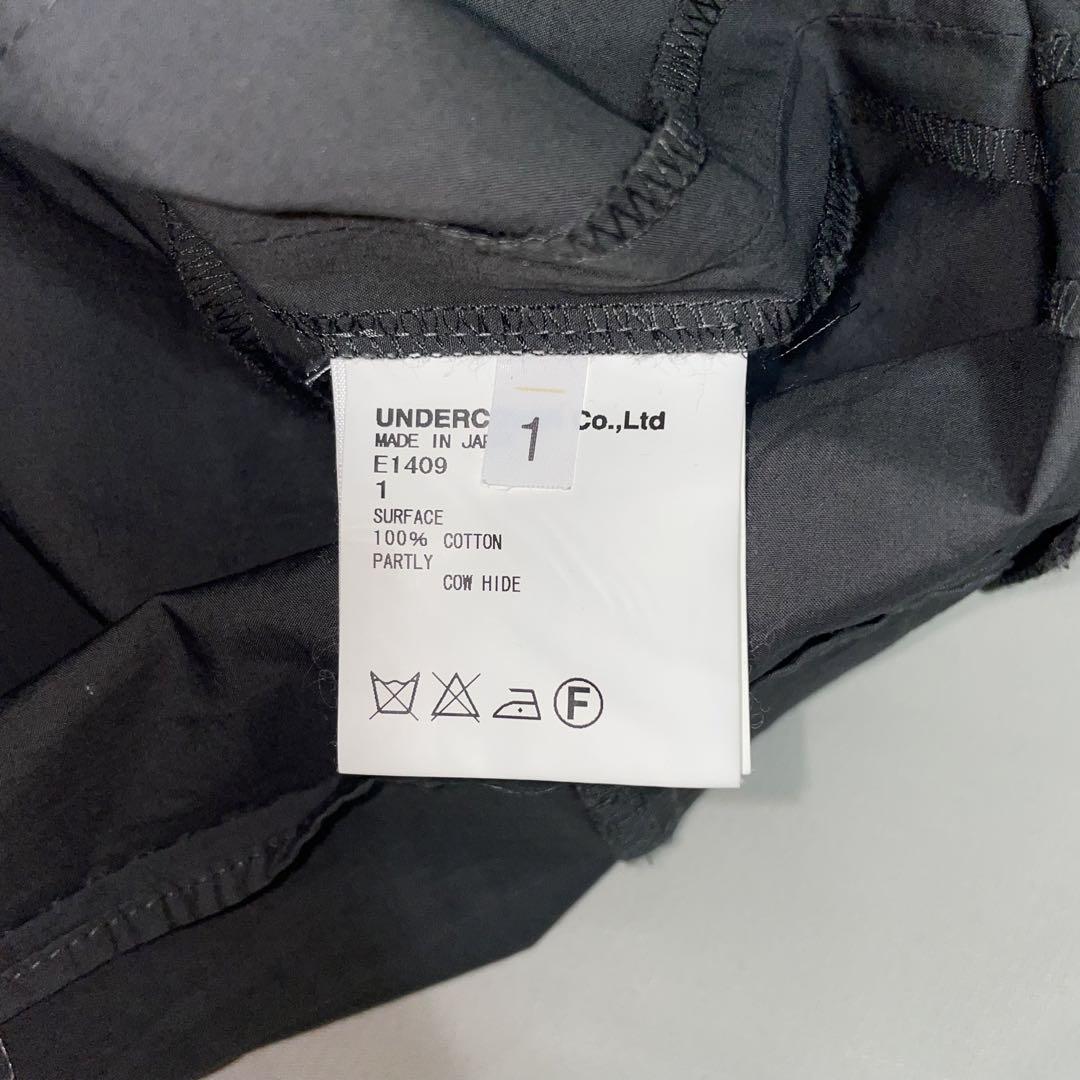 UNDERC Co.,Ltd
MADE IN JAP
1
E1409
1
SURFACE
100% COTTON
PARTLY
COW HIDE
F